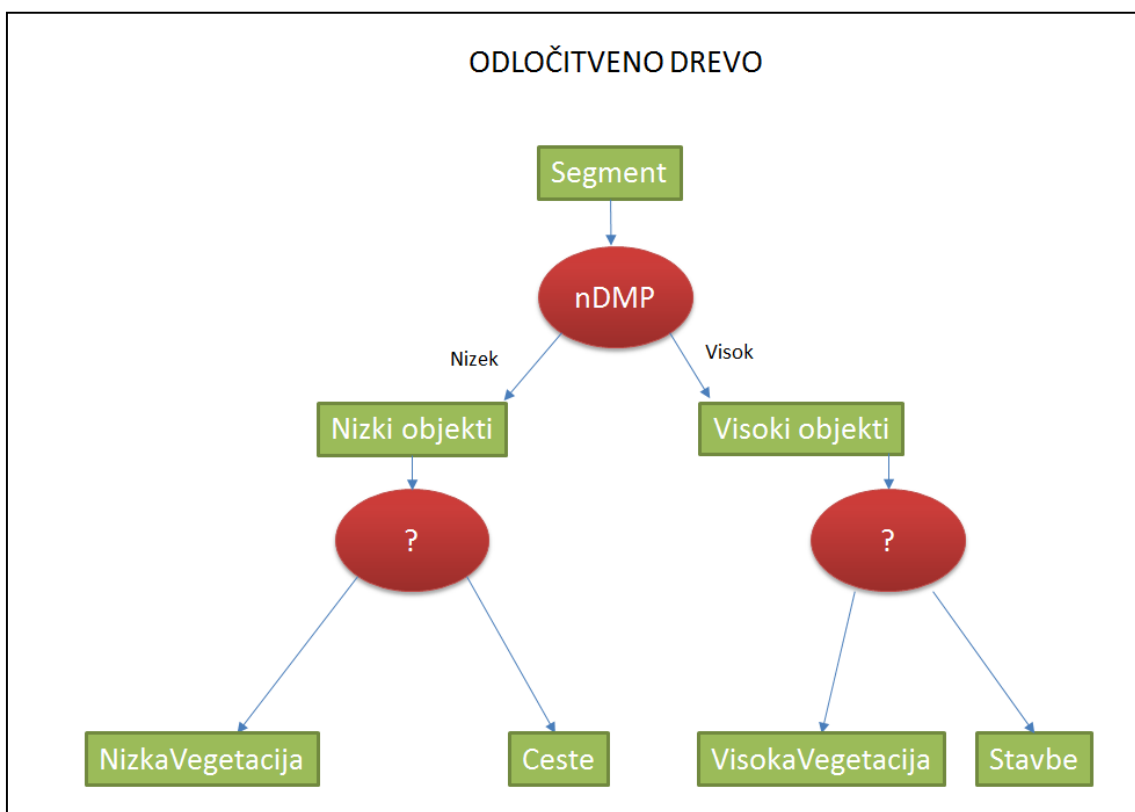 ODLOČITVENO DREVO
Segment
nDMP
Nizek
Visok
Nizki objekti
Visoki objekti
?
?
NizkaVegetacija
Ceste
VisokaVegetacija
Stavbe